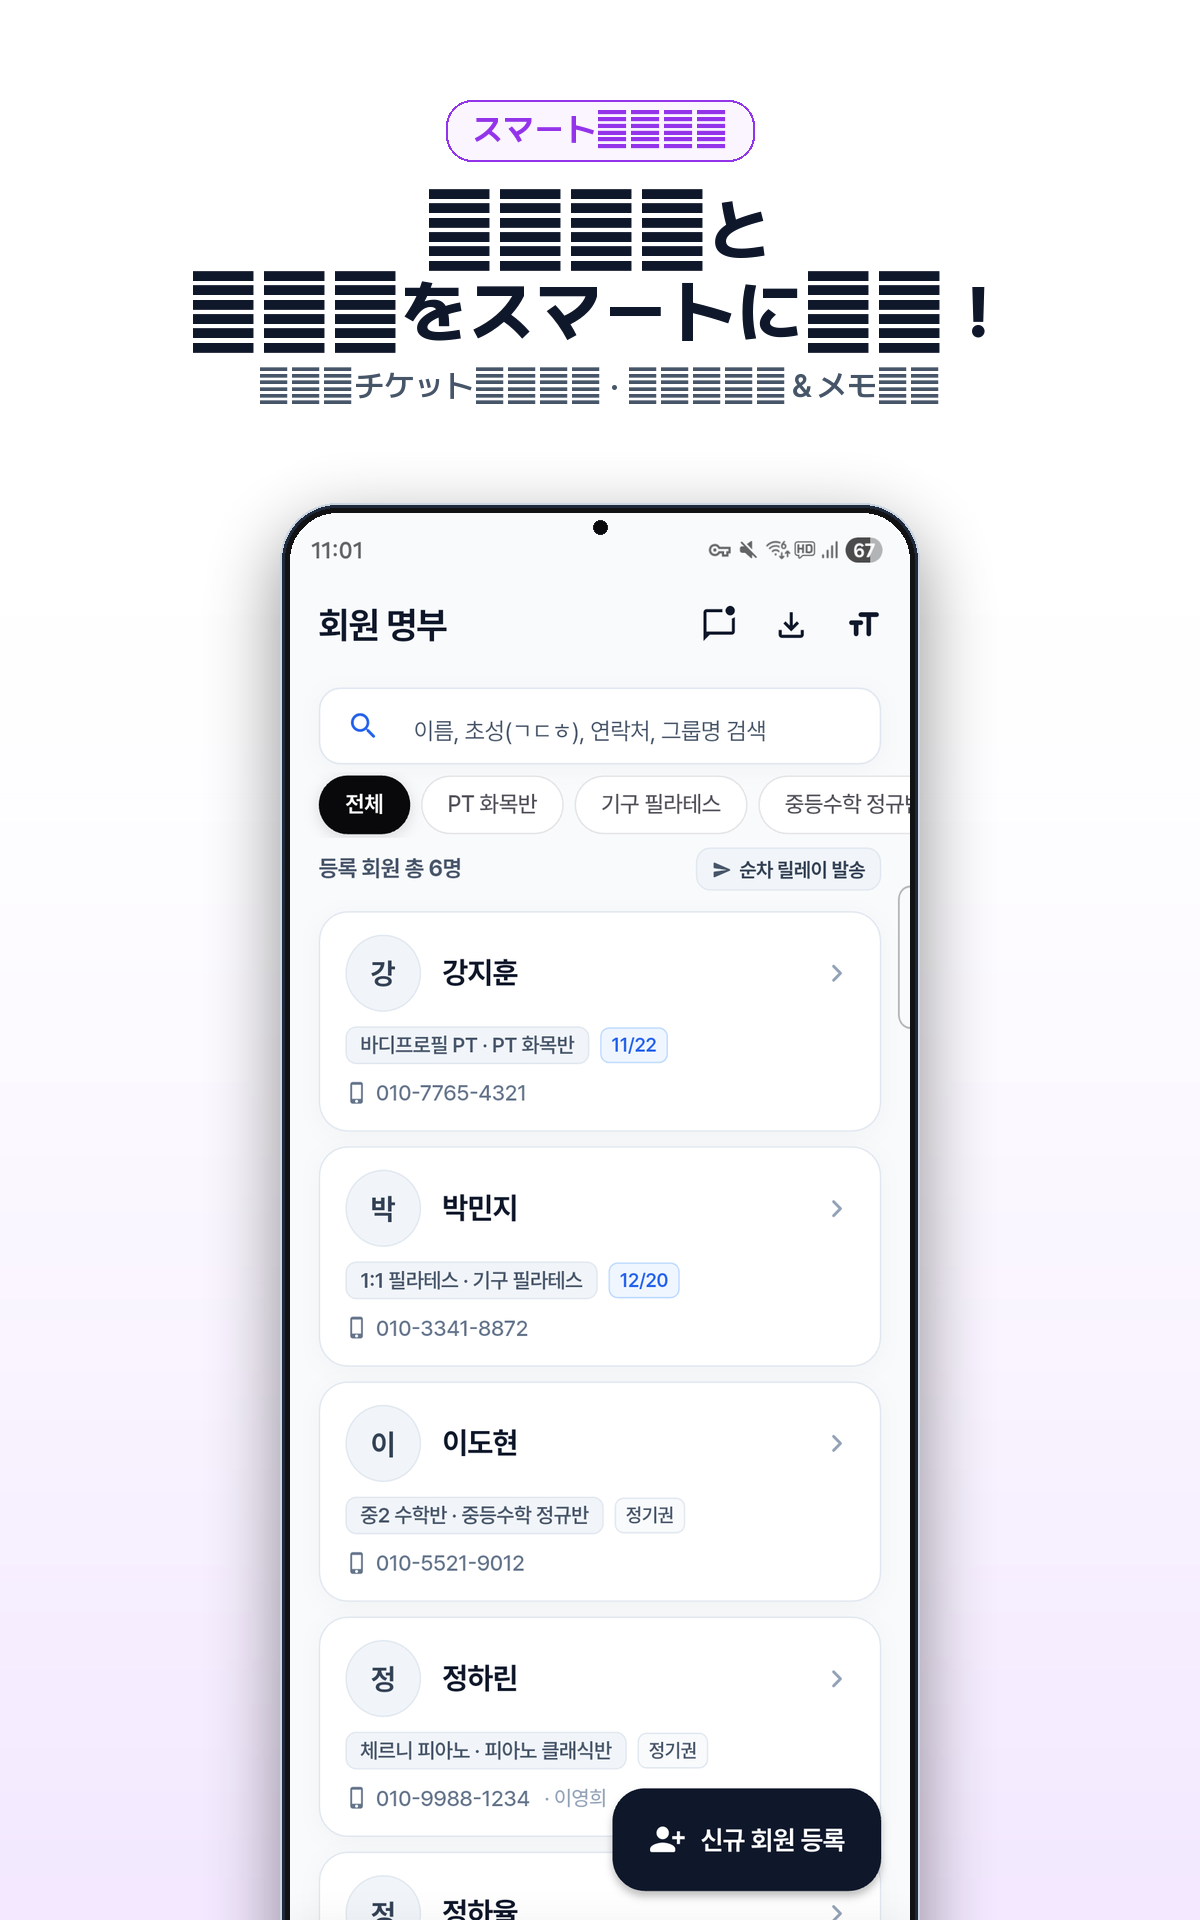 スマート
と
をスマートに！
チケット · & メモ
11:01
HD
67
회원 명부
이름, 초성(ㄱㄷㅎ), 연락처, 그룹명 검색
전체
PT 화목반
기구 필라테스
중등수학 정규반
등록 회원 총 6명
순차 릴레이 발송
강
강지훈
바디프로필 PT · PT 화목반
11/22
010-7765-4321
박
박민지
1:1 필라테스 · 기구 필라테스
12/20
010-3341-8872
이
이도현
중2 수학반 · 중등수학 정규반
정기권
010-5521-9012
정
정하린
체르니 피아노 · 피아노 클래식반
정기권
010-9988-1234 · 이영희
신규 회원 등록
정
정하율